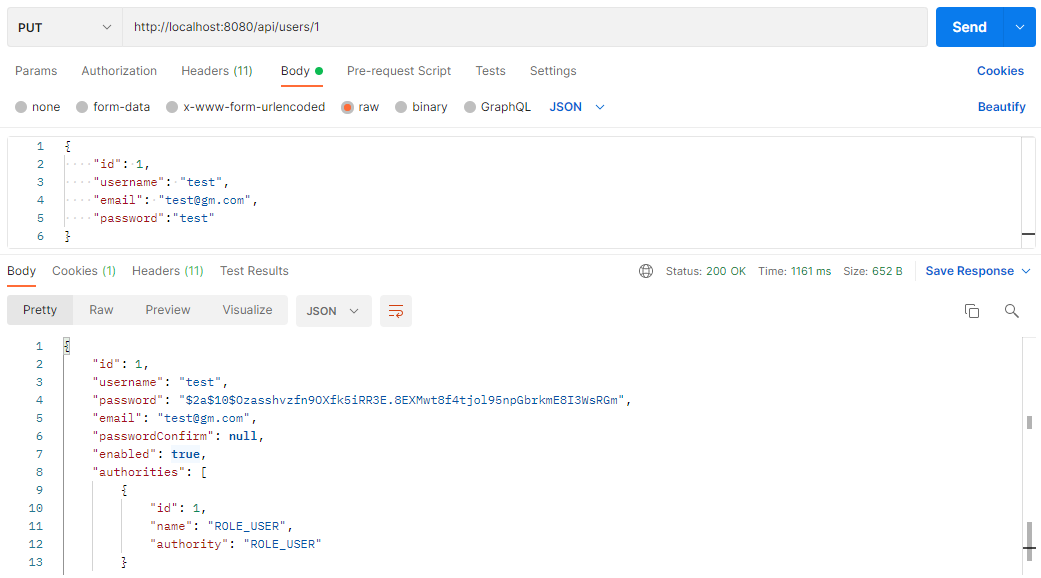 PUT http://localhost:8080/api/users/1 Send
Params Authorization Headers (11) Body Pre-request Script Tests Settings Cookies
none form-data x-www-form-urlencoded raw binary GraphQL JSON Beautify
1 {
2 ····"id":·1,
3 ····"username":·"test",
4 ····"email":·"test@gm.com",
5 ····"password":"test"
6 }
Body Cookies (1) Headers (11) Test Results Status: 200 OK Time: 1161 ms Size: 652 B Save Response
Pretty Raw Preview Visualize JSON
1 {
2 "id": 1,
3 "username": "test",
4 "password": "$2a$10$Ozasshvzfn9OXfk5iRR3E.8EXMwt8f4tjol95npGbrkmE8I3WsRGm",
5 "email": "test@gm.com",
6 "passwordConfirm": null,
7 "enabled": true,
8 "authorities": [
9 {
10 "id": 1,
11 "name": "ROLE_USER",
12 "authority": "ROLE_USER"
13 }